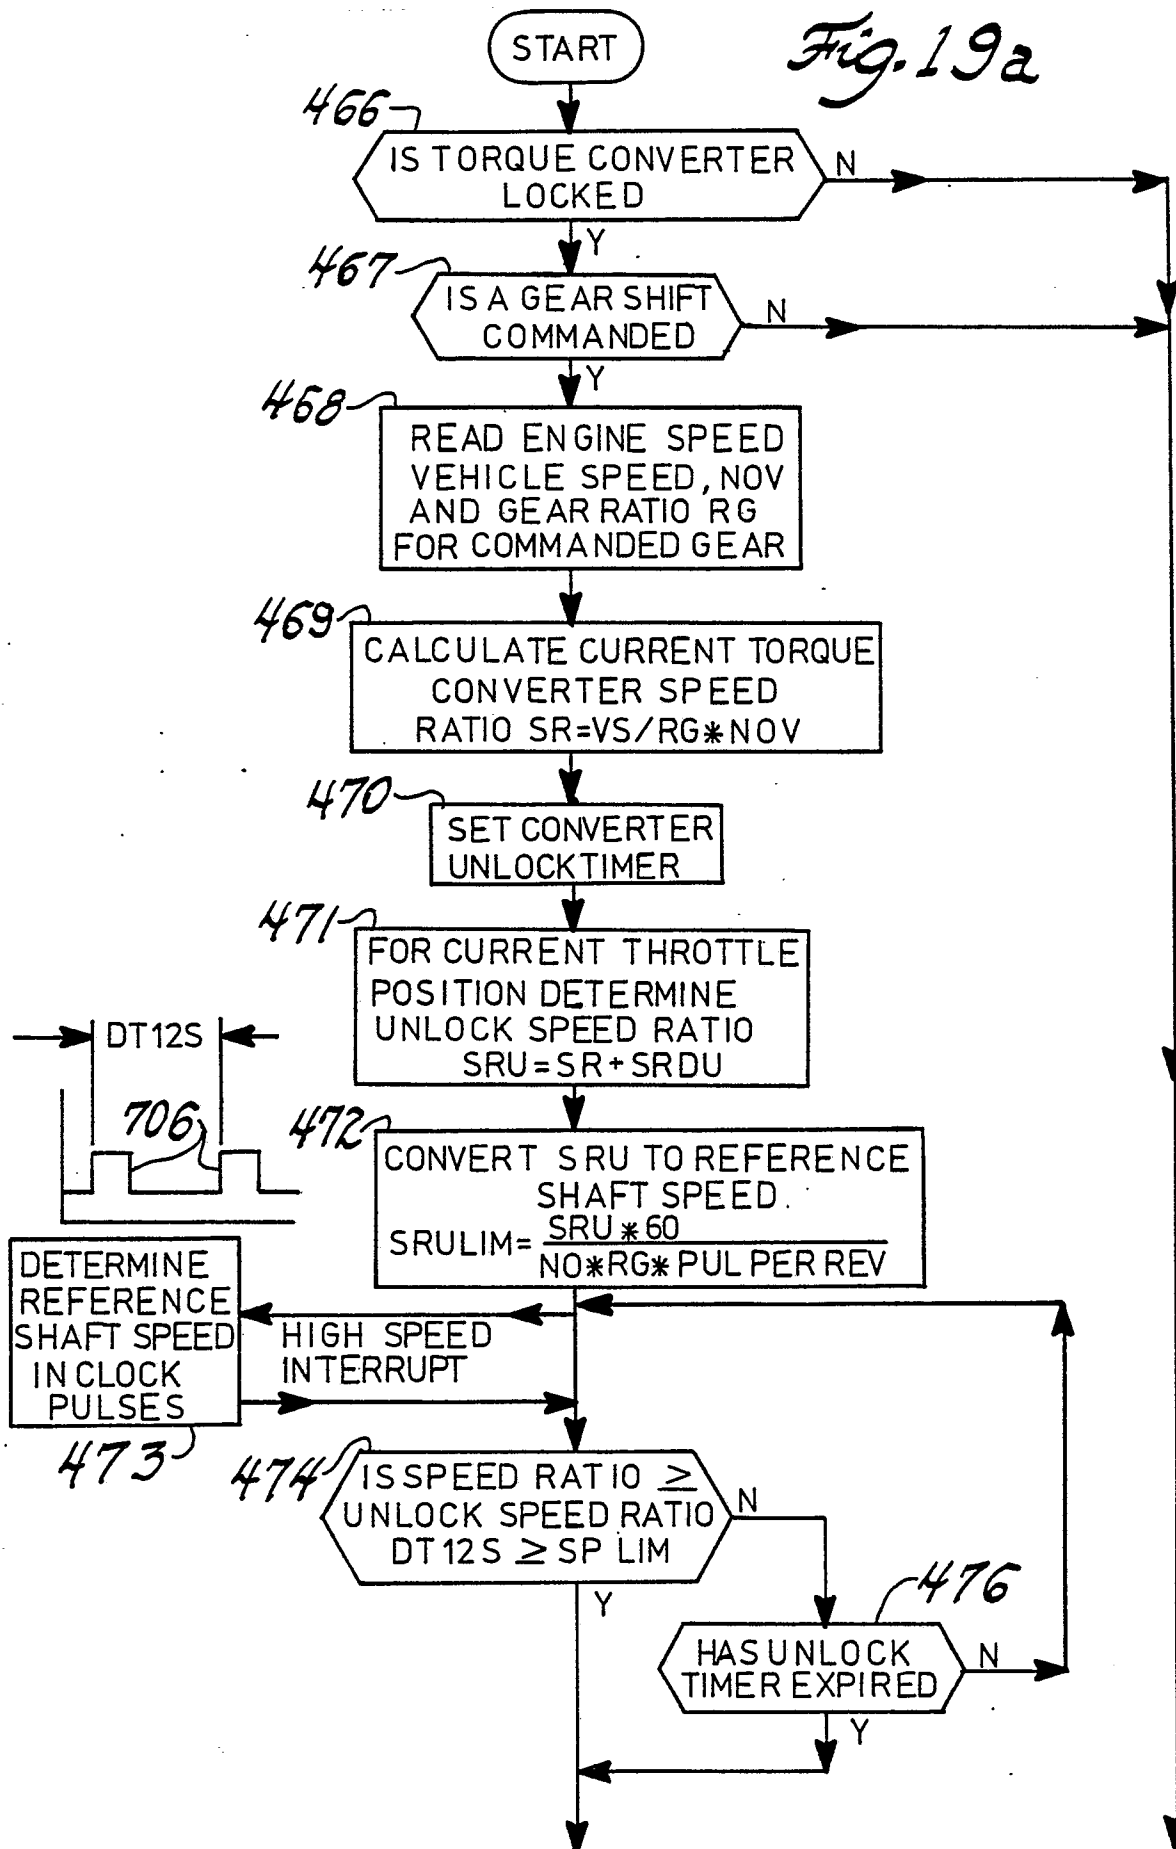 START
Fig. 19a
466
IS TORQUE CONVERTER
LOCKED
N
Y
467
IS A GEAR SHIFT
COMMANDED
N
Y
468
READ ENGINE SPEED
VEHICLE SPEED, NOV
AND GEAR RATIO RG
FOR COMMANDED GEAR
469
CALCULATE CURRENT TORQUE
CONVERTER SPEED
RATIO SR=VS/RG*NOV
470
SET CONVERTER
UNLOCK TIMER
471
FOR CURRENT THROTTLE
POSITION DETERMINE
UNLOCK SPEED RATIO
SRU=SR+SRDU
DT12S
706
472
CONVERT SRU TO REFERENCE
SHAFT SPEED.
SRU*60
SRULIM=
NO*RG*PUL PER REV
DETERMINE
REFERENCE
SHAFT SPEED
IN CLOCK
PULSES
HIGH SPEED
INTERRUPT
473
474
IS SPEED RATIO ≥
UNLOCK SPEED RATIO
DT12S ≥ SP LIM
N
Y
476
HAS UNLOCK
TIMER EXPIRED
N
Y